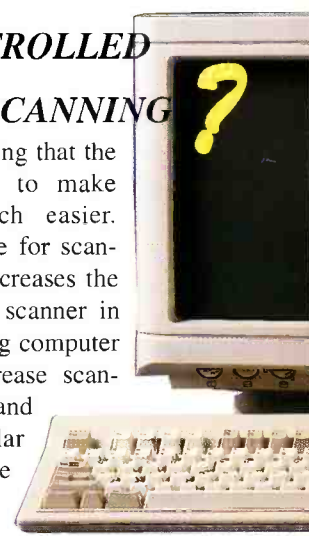 TROLLED
CANNING
ng that the
to make
ch easier.
e for scan-
creases the
scanner in
g computer
rease scan-
and
lar
e
?